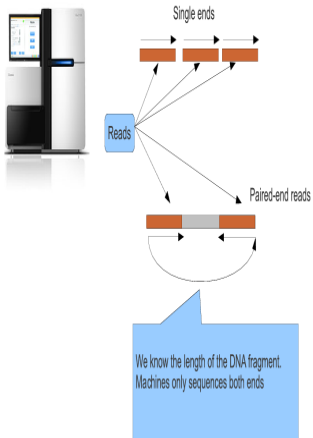 Single ends
Reads
Paired-end reads
We know the length of the DNA fragment.
Machines only sequences both ends